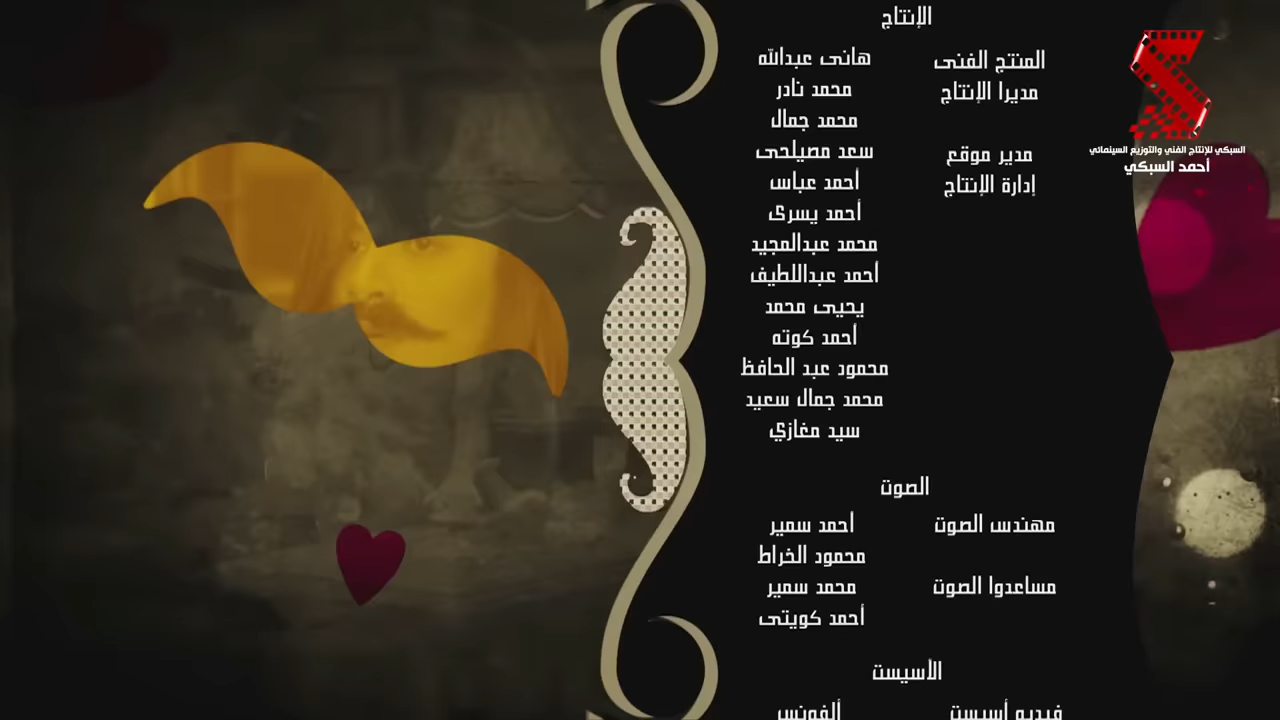 الإنتاج
المنتج الفنى هانى عبدالله
مديرا الإنتاج محمد نادر
محمد جمال
مدير موقع سعد مصيلحى
إدارة الإنتاج أحمد عباس
أحمد يسرى
محمد عبدالمجيد
أحمد عبداللطيف
يحيى محمد
أحمد كوته
محمود عبد الحافظ
محمد جمال سعيد
سيد مغازي
الصوت
مهندس الصوت أحمد سمير
محمود الخراط
مساعدوا الصوت محمد سمير
أحمد كويتى
الأسيست
فيديو أسيست ألفونس
السبكي للإنتاج الفني والتوزيع السينمائي
أحمد السبكي